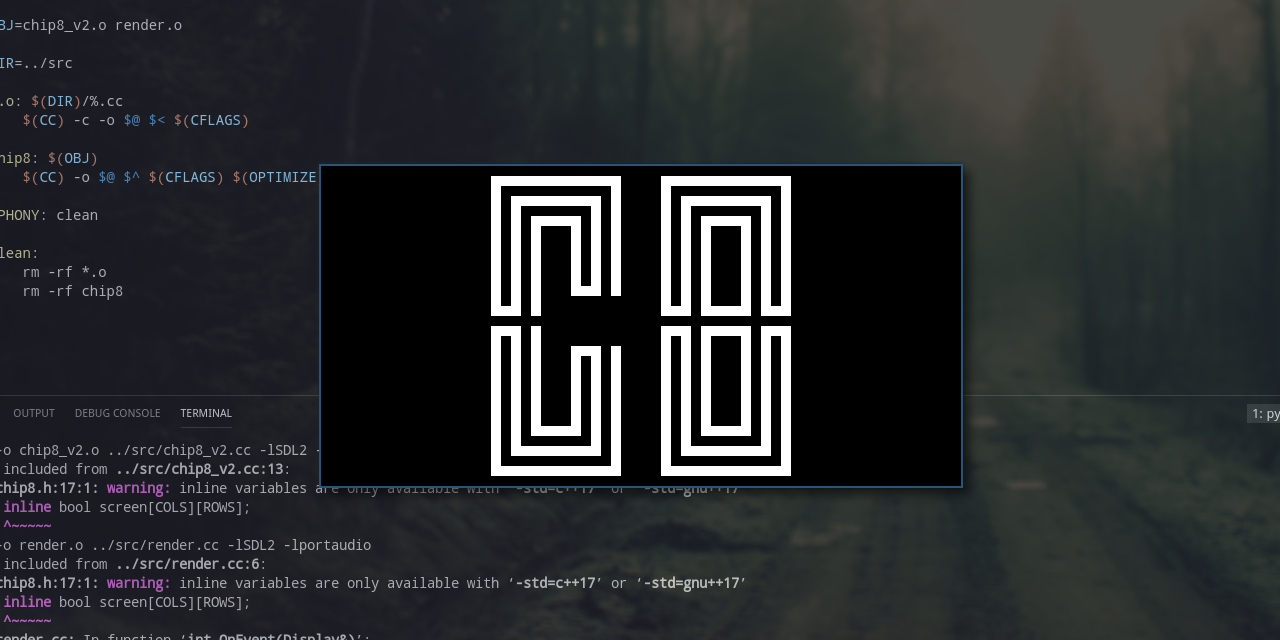 BJ=chip8_v2.o render.o
IR=../src
.o: $(DIR)/%.cc
$(CC) -c -o $@ $< $(CFLAGS)
hip8: $(OBJ)
$(CC) -o $@ $^ $(CFLAGS) $(OPTIMIZE
PHONY: clean
lean:
rm -rf *.o
rm -rf chip8
C8
OUTPUT DEBUG CONSOLE TERMINAL 1: py
-o chip8_v2.o ../src/chip8_v2.cc -lSDL2 -
included from ../src/chip8_v2.cc:13:
chip8.h:17:1: warning: inline variables are only available with ‘-std=c++17’ or ‘-std=gnu++17’
inline bool screen[COLS][ROWS];
^~~~~~
-o render.o ../src/render.cc -lSDL2 -lportaudio
included from ../src/render.cc:6:
chip8.h:17:1: warning: inline variables are only available with ‘-std=c++17’ or ‘-std=gnu++17’
inline bool screen[COLS][ROWS];
^~~~~~
render.cc: In function ‘int OnEvent(Display&)’: